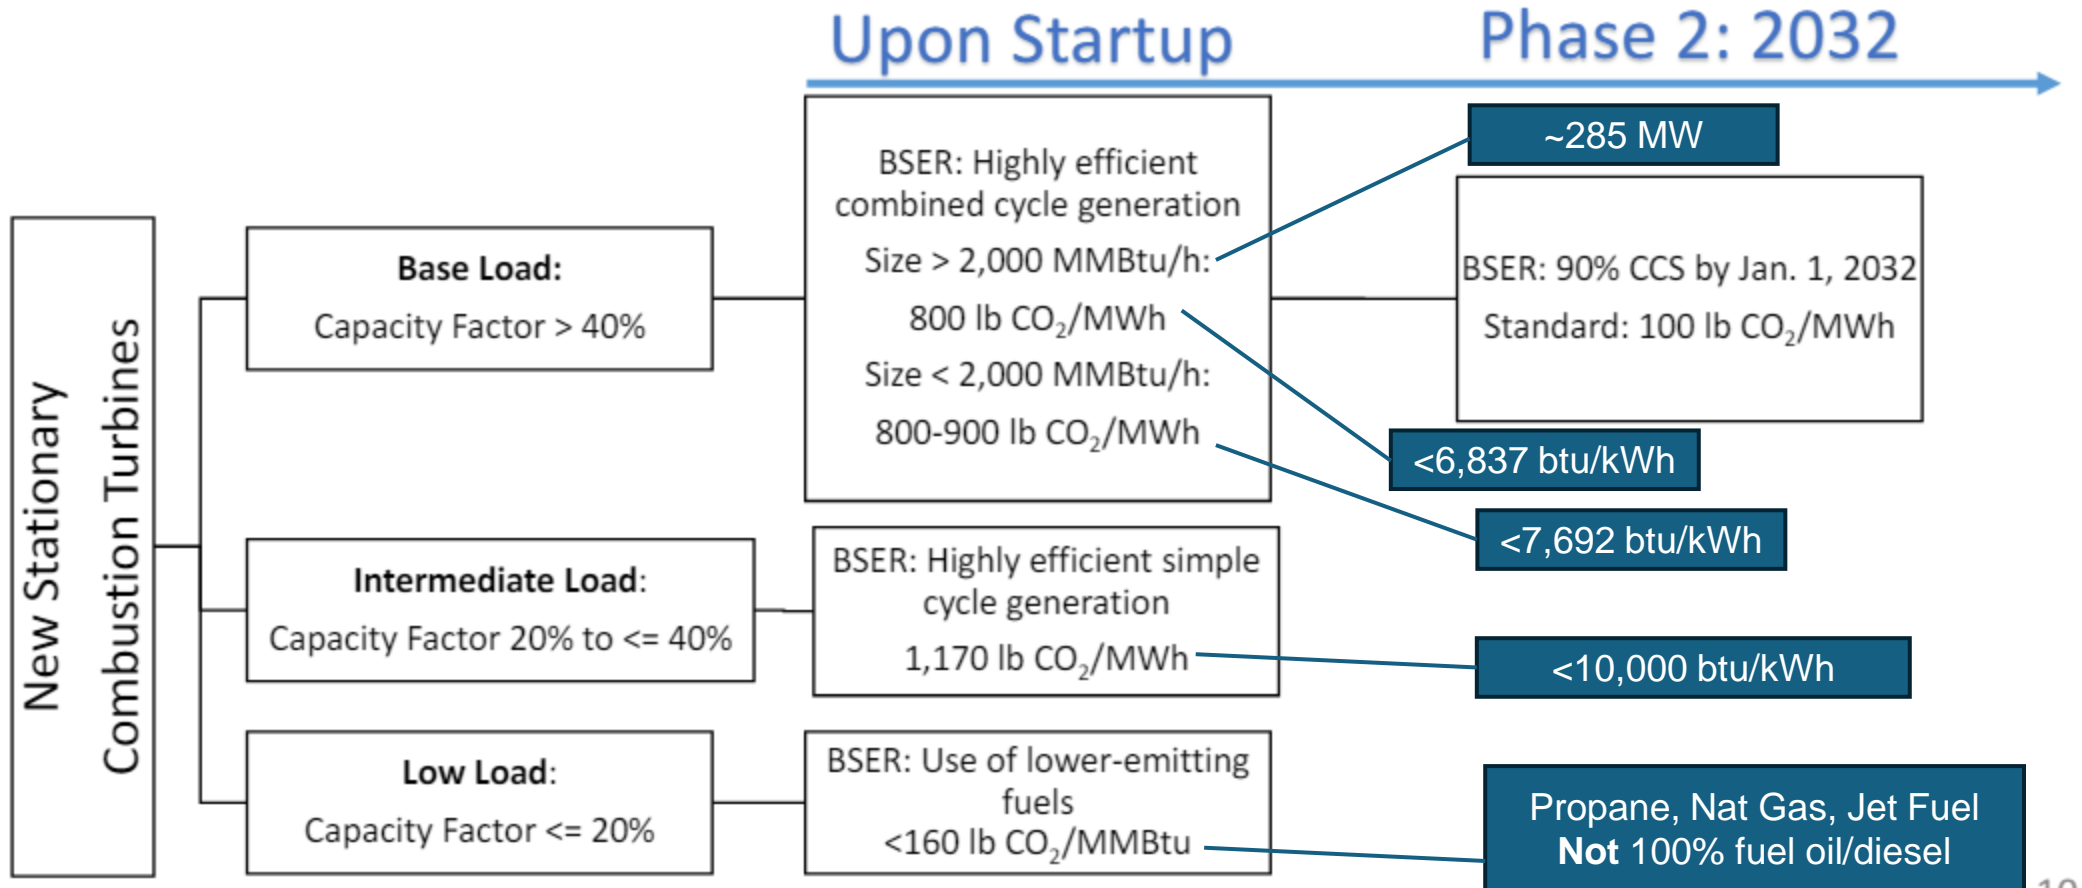 Upon Startup
Phase 2: 2032
New Stationary
Combustion Turbines
Base Load:
Capacity Factor > 40%
BSER: Highly efficient
combined cycle generation
Size > 2,000 MMBtu/h:
800 lb CO₂/MWh
Size < 2,000 MMBtu/h:
800-900 lb CO₂/MWh
~285 MW
BSER: 90% CCS by Jan. 1, 2032
Standard: 100 lb CO₂/MWh
<6,837 btu/kWh
<7,692 btu/kWh
Intermediate Load:
Capacity Factor 20% to <= 40%
BSER: Highly efficient simple
cycle generation
1,170 lb CO₂/MWh
<10,000 btu/kWh
Low Load:
Capacity Factor <= 20%
BSER: Use of lower-emitting
fuels
<160 lb CO₂/MMBtu
Propane, Nat Gas, Jet Fuel
Not 100% fuel oil/diesel